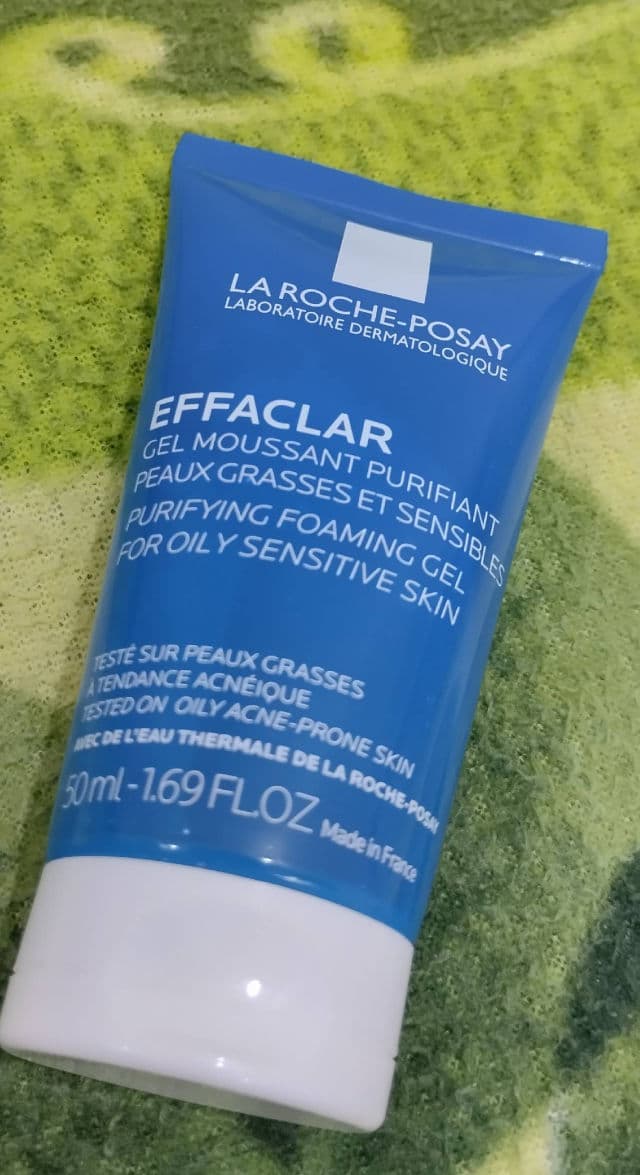 LA ROCHE-POSAY
LABORATOIRE DERMATOLOGIQUE
EFFACLAR
GEL MOUSSANT PURIFIANT
PEAUX GRASSES ET SENSIBLES
PURIFYING FOAMING GEL
FOR OILY SENSITIVE SKIN
TESTÉ SUR PEAUX GRASSES
À TENDANCE ACNÉIQUE
TESTED ON OILY ACNE-PRONE SKIN
AVEC DE L'EAU THERMALE DE LA ROCHE-POSAY
50 ml - 1.69 FL.OZ Made in France